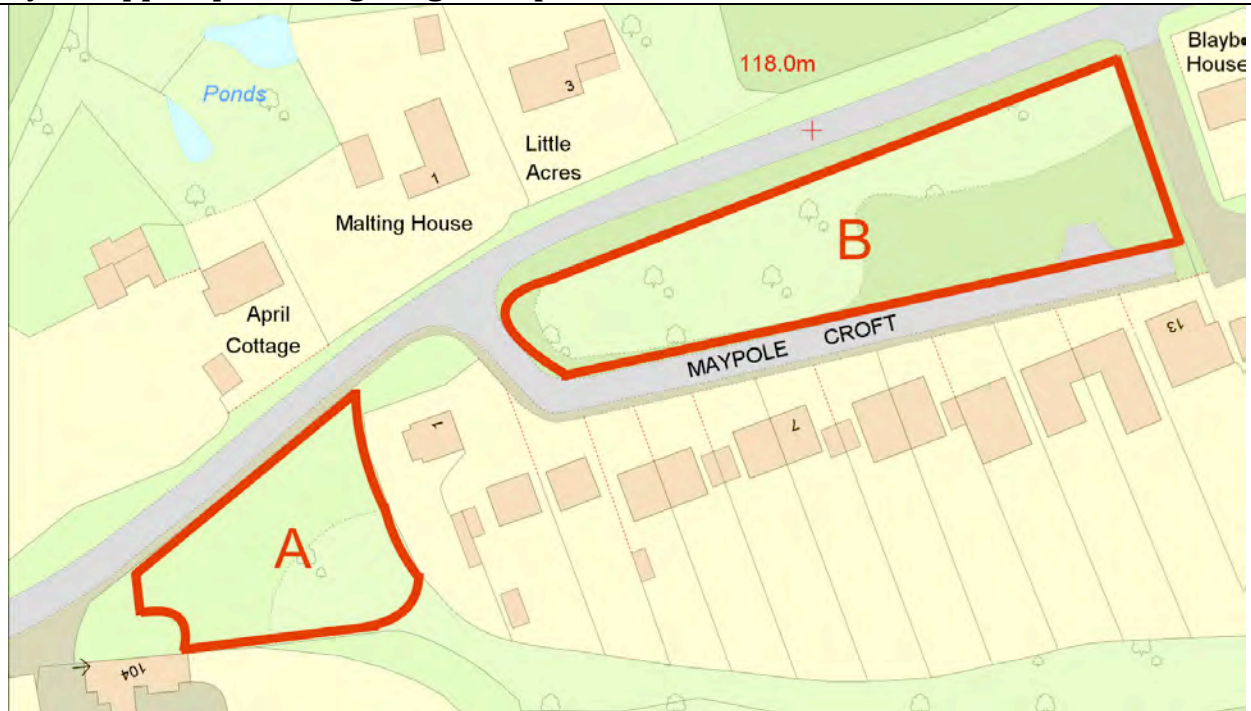 Blayb
House
118.0m
Ponds
3
Little
Acres
1
Malting House
B
April
Cottage
MAYPOLE CROFT
13
1
7
A
104